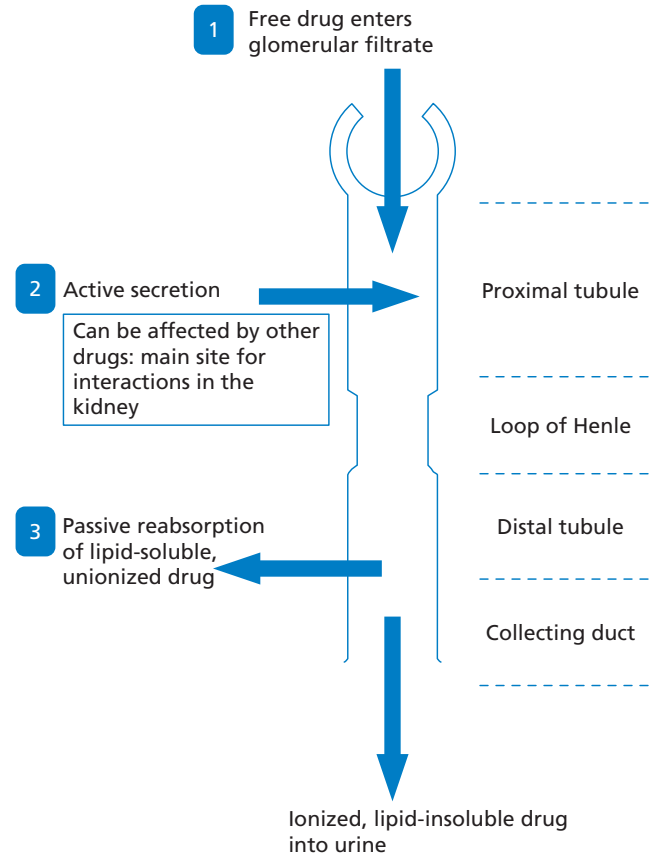 1
Free drug enters
glomerular filtrate
2
Active secretion
Can be affected by other
drugs: main site for
interactions in the
kidney
Proximal tubule
Loop of Henle
3
Passive reabsorption
of lipid-soluble,
unionized drug
Distal tubule
Collecting duct
Ionized, lipid-insoluble drug
into urine